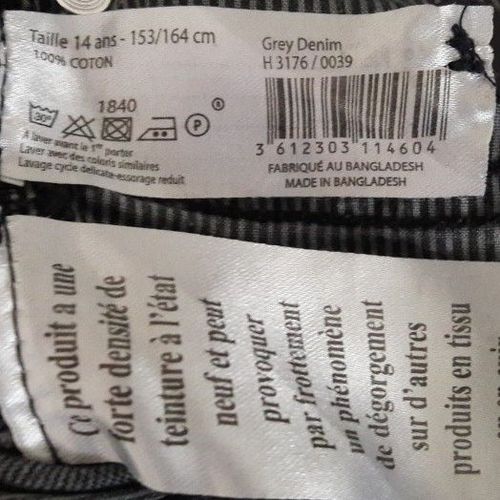 Taille 14 ans - 153/164 cm
100% COTON
30°
1840
P
A laver avant le 1er porter
Laver avec des coloris similaires
Lavage cycle delicate-essorage reduit
Grey Denim
H 3176 / 0039
3 612303 114604
FABRIQUÉ AU BANGLADESH
MADE IN BANGLADESH
Ce produit a une
forte densité de
teinture à l'état
neuf et peut
provoquer
par frottement
un phénomène
de dégorgement
sur d'autres
produits en tissu